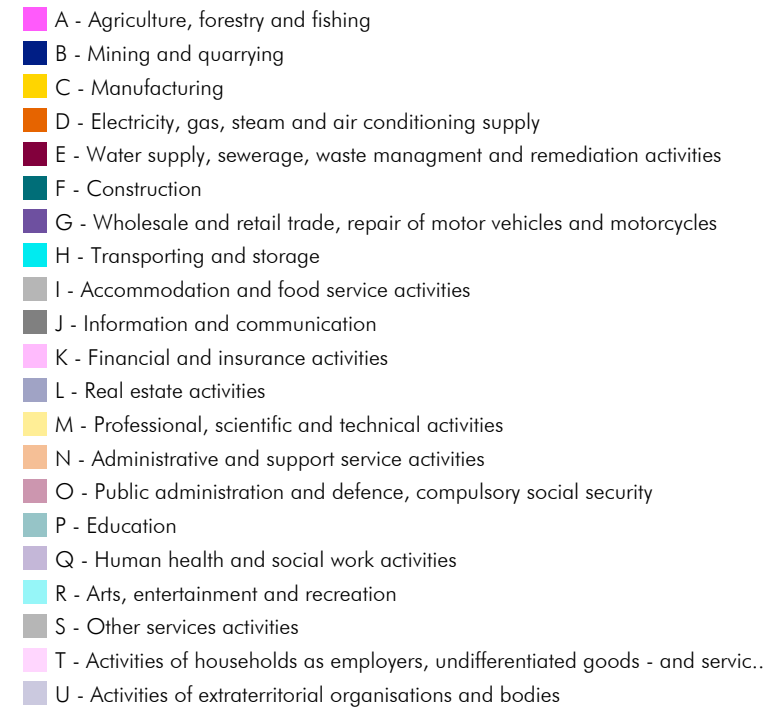 A - Agriculture, forestry and fishing
B - Mining and quarrying
C - Manufacturing
D - Electricity, gas, steam and air conditioning supply
E - Water supply, sewerage, waste managment and remediation activities
F - Construction
G - Wholesale and retail trade, repair of motor vehicles and motorcycles
H - Transporting and storage
I - Accommodation and food service activities
J - Information and communication
K - Financial and insurance activities
L - Real estate activities
M - Professional, scientific and technical activities
N - Administrative and support service activities
O - Public administration and defence, compulsory social security
P - Education
Q - Human health and social work activities
R - Arts, entertainment and recreation
S - Other services activities
T - Activities of households as employers, undifferentiated goods - and servic..
U - Activities of extraterritorial organisations and bodies